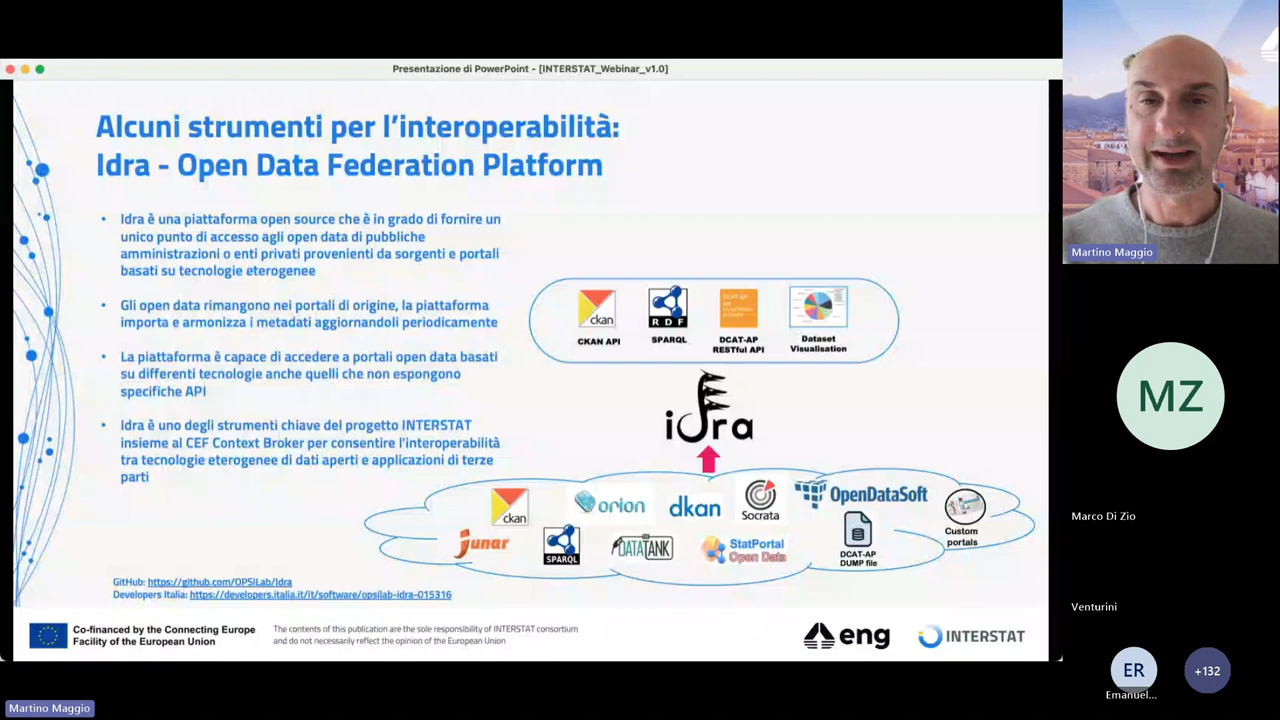 Presentazione di PowerPoint - [INTERSTAT_Webinar_v1.0]
Alcuni strumenti per l'interoperabilità:
Idra - Open Data Federation Platform
• Idra è una piattaforma open source che è in grado di fornire un
unico punto di accesso agli open data di pubbliche
amministrazioni o enti privati provenienti da sorgenti e portali
basati su tecnologie eterogenee
• Gli open data rimangono nei portali di origine, la piattaforma
importa e armonizza i metadati aggiornandoli periodicamente
• La piattaforma è capace di accedere a portali open data basati
su differenti tecnologie anche quelli che non espongono
specifiche API
• Idra è uno degli strumenti chiave del progetto INTERSTAT
insieme al CEF Context Broker per consentire l'interoperabilità
tra tecnologie eterogenee di dati aperti e applicazioni di terze
parti
ckan
RDF
DCAT-AP
CKAN API
SPARQL
DCAT-AP
RESTful API
Dataset
Visualisation
idra
ckan
orion
dkan
Socrata
OpenDataSoft
Custom
portals
Junar
SPARQL
DATATANK
StatPortal
Open Data
DCAT-AP
DUMP file
GitHub: https://github.com/OPSILab/Idra
Developers Italia: https://developers.italia.it/it/software/opsilab-idra-015316
Co-financed by the Connecting Europe
Facility of the European Union
The contents of this publication are the sole responsibility of INTERSTAT consortium
and do not necessarily reflect the opinion of the European Union
eng
INTERSTAT
Martino Maggio
Martino Maggio
MZ
Marco Di Zio
Venturini
ER
Emanuel...
+132